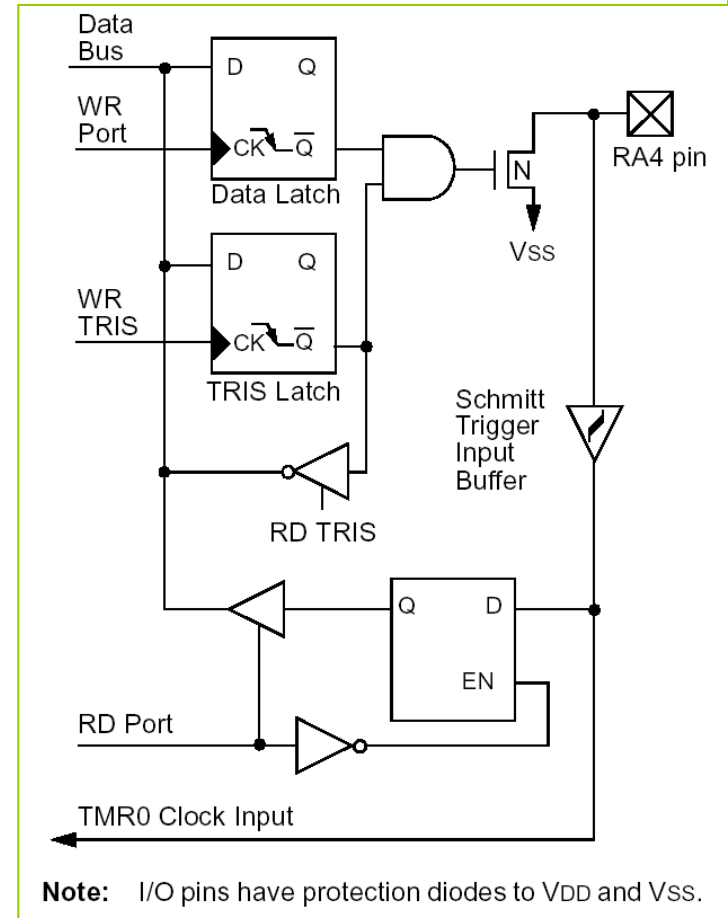 Data
Bus
D Q
WR
Port
CK Q
Data Latch
N
RA4 pin
VSS
D Q
WR
TRIS
CK Q
TRIS Latch
Schmitt
Trigger
Input
Buffer
RD TRIS
Q D
EN
RD Port
TMR0 Clock Input
Note: I/O pins have protection diodes to VDD and VSS.